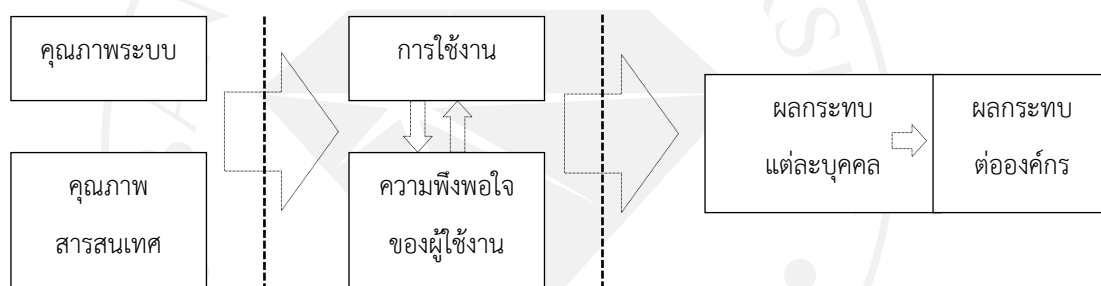 คุณภาพระบบ
คุณภาพ
สารสนเทศ
การใช้งาน
ความพึงพอใจ
ของผู้ใช้งาน
ผลกระทบ
แต่ละบุคคล
ผลกระทบ
ต่อองค์กร